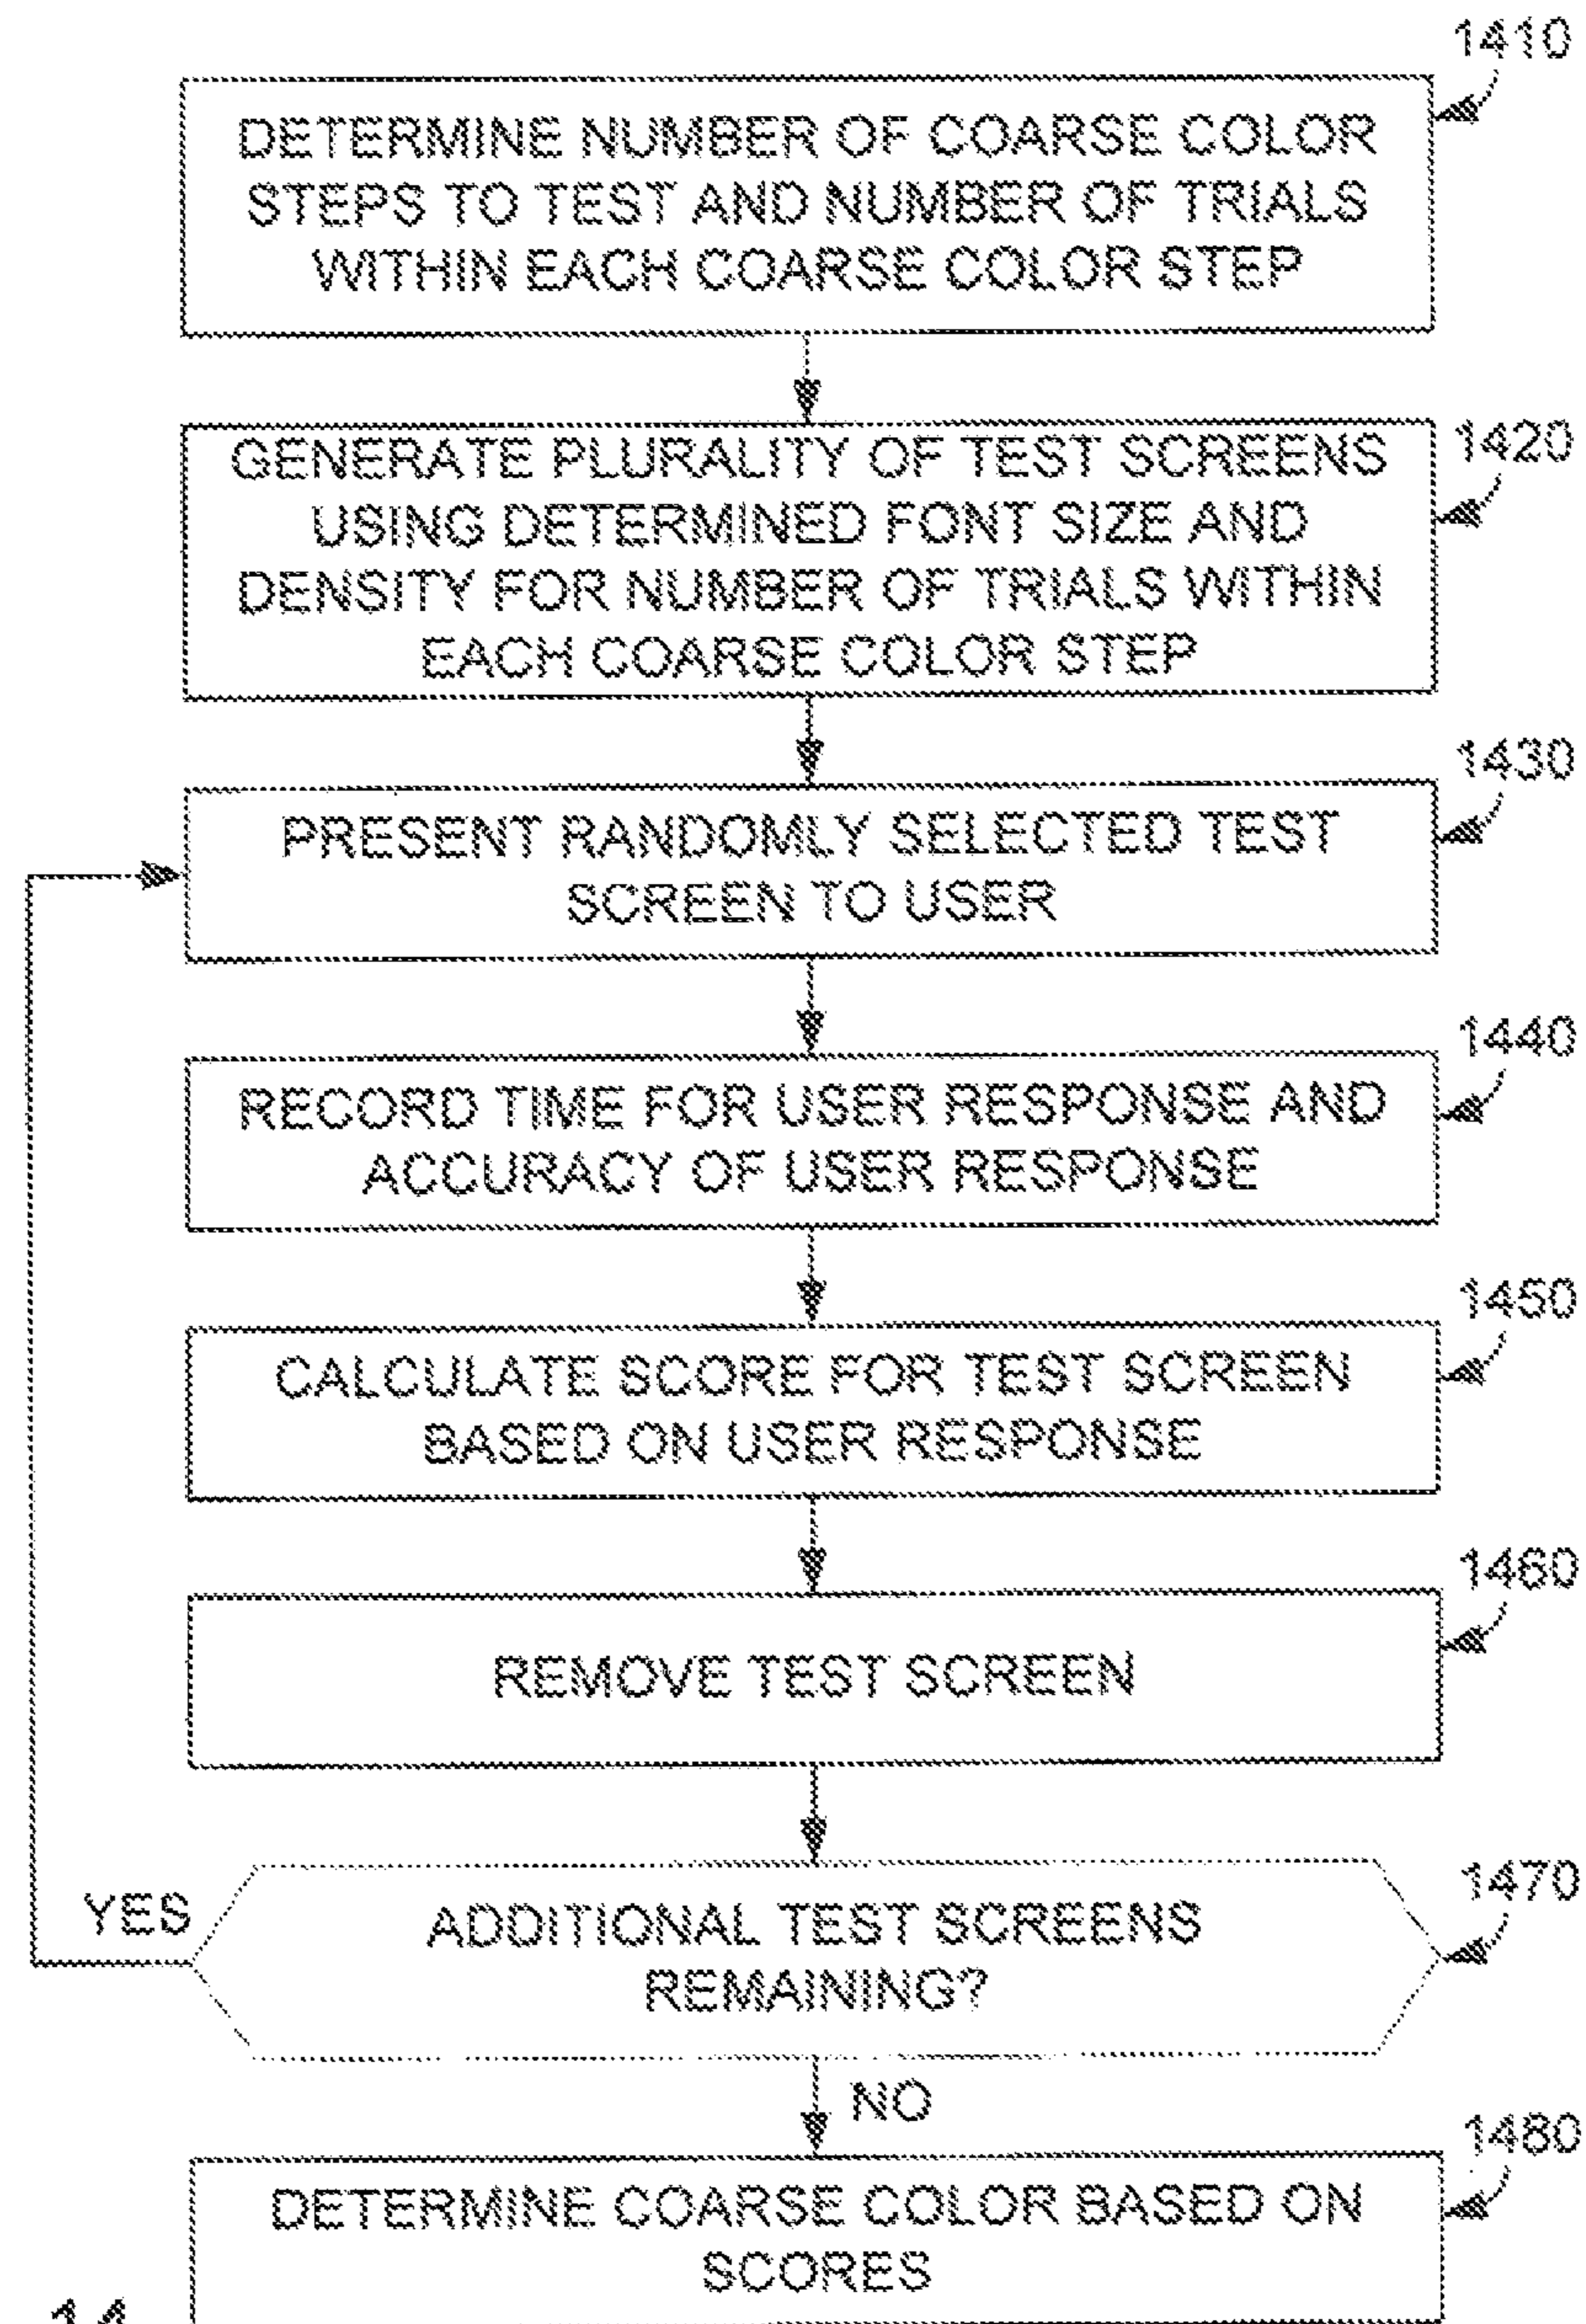 1410
DETERMINE NUMBER OF COARSE COLOR
STEPS TO TEST AND NUMBER OF TRIALS
WITHIN EACH COARSE COLOR STEP
1420
GENERATE PLURALITY OF TEST SCREENS
USING DETERMINED FONT SIZE AND
DENSITY FOR NUMBER OF TRIALS WITHIN
EACH COARSE COLOR STEP
1430
PRESENT RANDOMLY SELECTED TEST
SCREEN TO USER
1440
RECORD TIME FOR USER RESPONSE AND
ACCURACY OF USER RESPONSE
1450
CALCULATE SCORE FOR TEST SCREEN
BASED ON USER RESPONSE
1460
REMOVE TEST SCREEN
1470
YES
ADDITIONAL TEST SCREENS
REMAINING?
NO
1480
DETERMINE COARSE COLOR BASED ON
SCORES